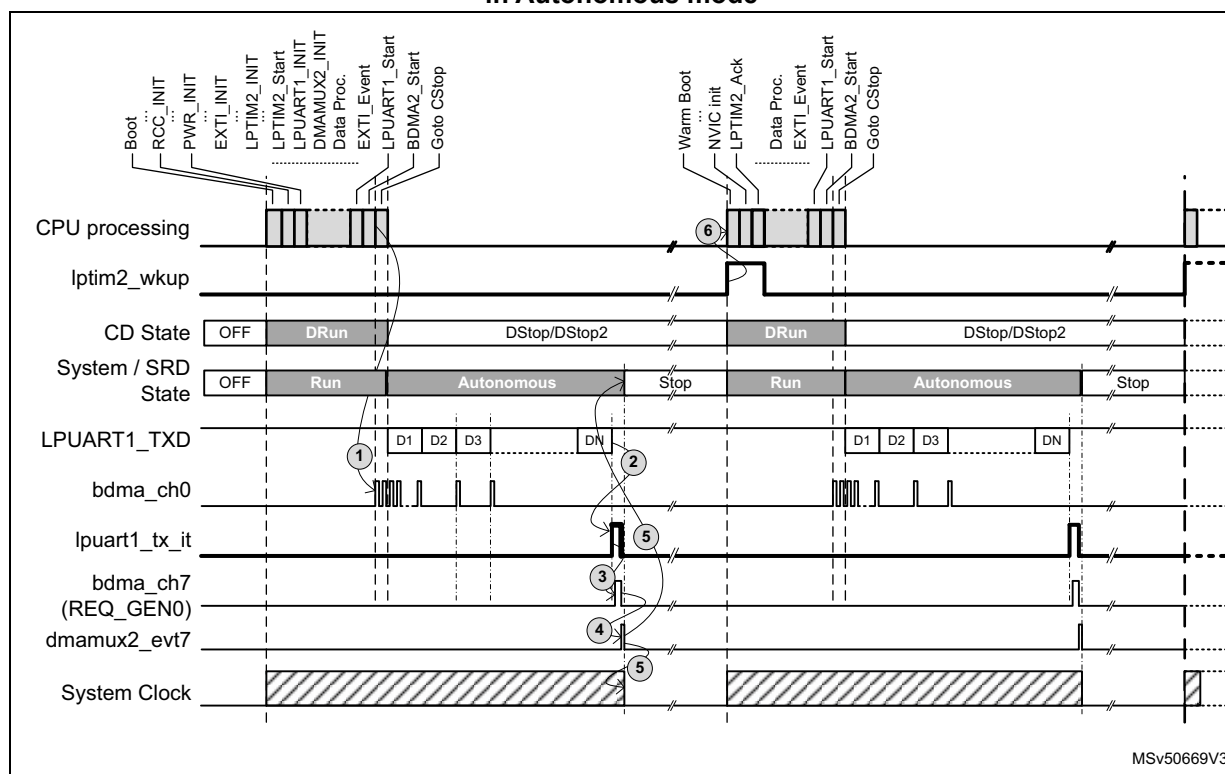 in Autonomous mode
Boot
...
RCC_INIT
...
PWR_INIT
...
EXTI_INIT
...
LPTIM2_INIT
...
LPTIM2_Start
LPUART1_INIT
DMAMUX2_INIT
Data Proc.
EXTI_Event
LPUART1_Start
BDMA2_Start
Goto CStop
Warm Boot
...
NVIC init
LPTIM2_Ack
Data Proc.
EXTI_Event
LPUART1_Start
BDMA2_Start
Goto CStop
CPU processing
6
lptim2_wkup
CD State OFF DRun DStop/DStop2 DRun DStop/DStop2
System / SRD
State OFF Run Autonomous Stop Run Autonomous Stop
LPUART1_TXD D1 D2 D3 DN D1 D2 D3 DN
1 2
bdma_ch0
lpuart1_tx_it 5
bdma_ch7 3
(REQ_GEN0)
dmamux2_evt7 4
5
System Clock
MSv50669V3